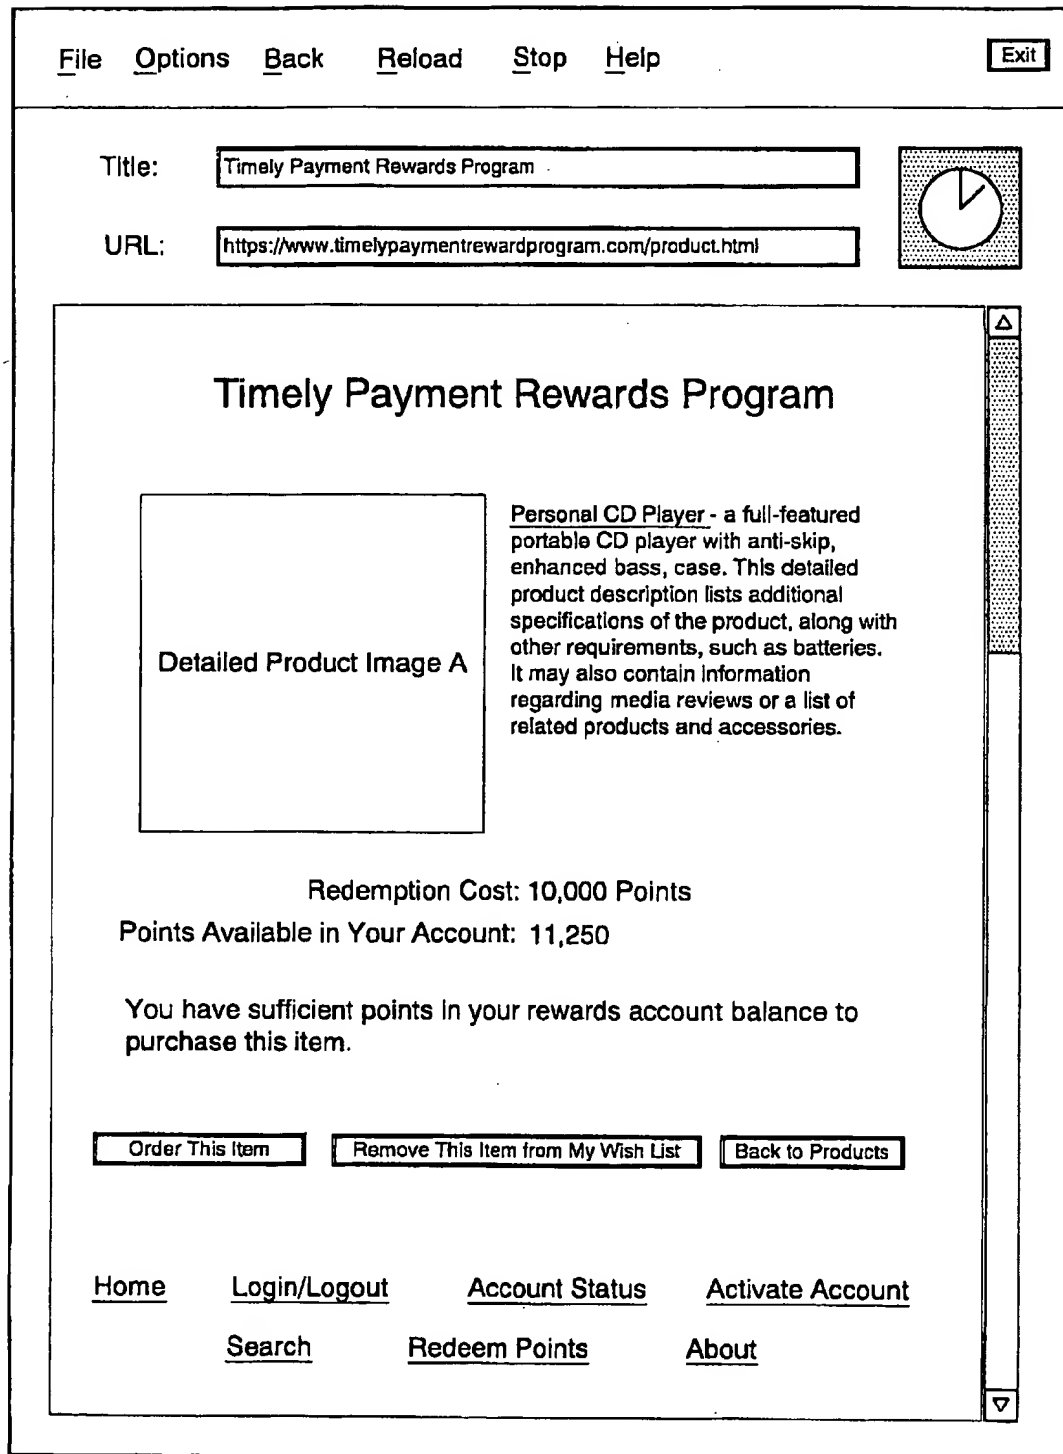 File Options Back Reload Stop Help Exit
Title: Timely Payment Rewards Program
URL: https://www.timelypaymentrewardprogram.com/product.html
Timely Payment Rewards Program
Detailed Product Image A
Personal CD Player - a full-featured
portable CD player with anti-skip,
enhanced bass, case. This detailed
product description lists additional
specifications of the product, along with
other requirements, such as batteries.
It may also contain information
regarding media reviews or a list of
related products and accessories.
Redemption Cost: 10,000 Points
Points Available in Your Account: 11,250
You have sufficient points in your rewards account balance to
purchase this item.
Order This Item Remove This Item from My Wish List Back to Products
Home Login/Logout Account Status Activate Account
Search Redeem Points About